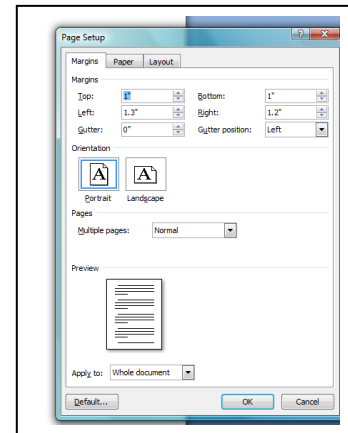 Page Setup
Margins Paper Layout
Margins
Top: 1" Bottom: 1"
Left: 1.3" Right: 1.2"
Gutter: 0" Gutter position: Left
Orientation
A A
Portrait Landscape
Pages
Multiple pages: Normal
Preview
Apply to: Whole document
Default... OK Cancel